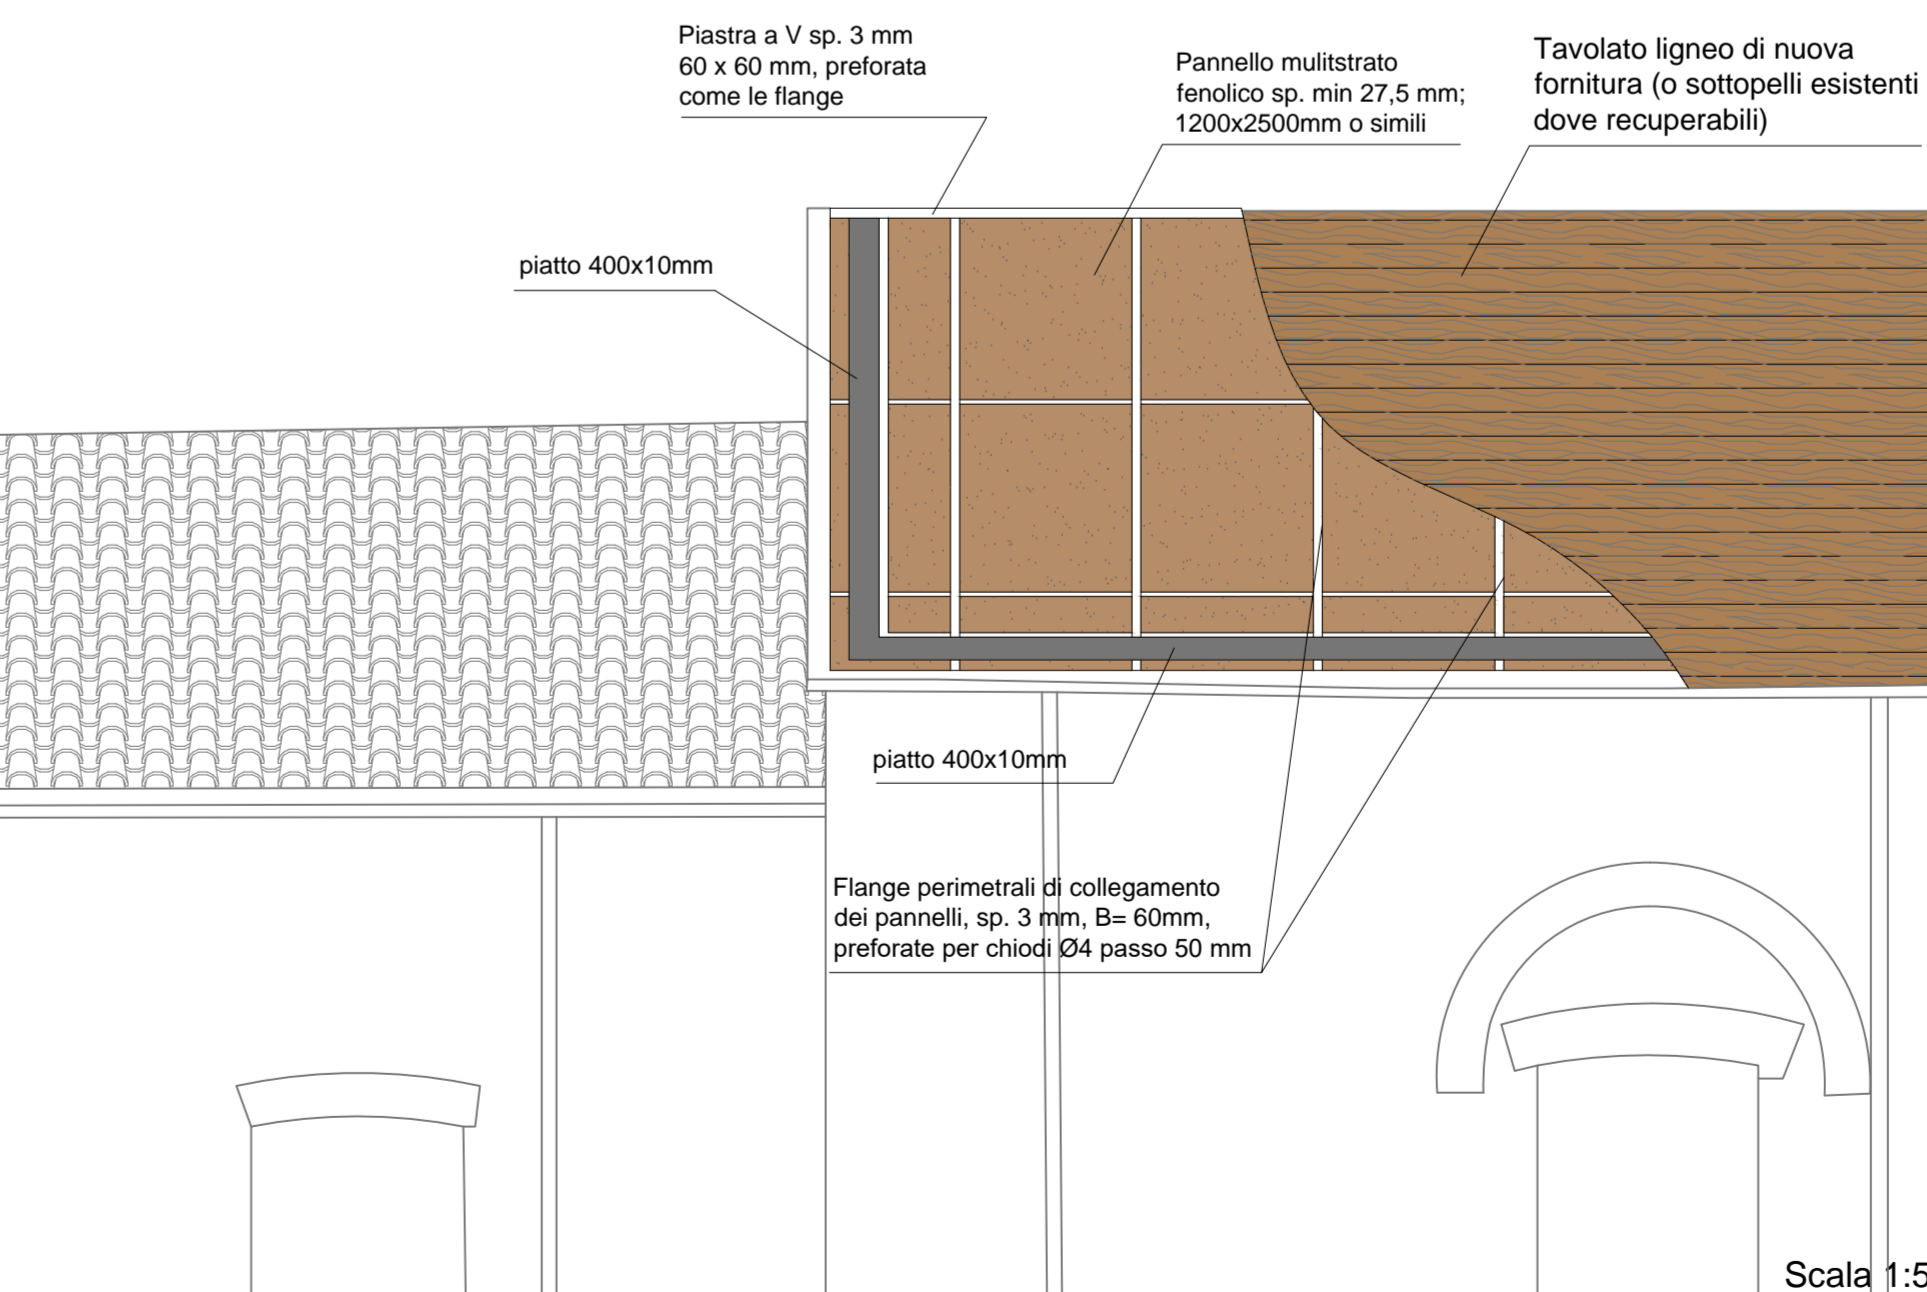 Piastra a V sp. 3 mm
60 x 60 mm, preforata
come le flange
Pannello mulitstrato
fenolico sp. min 27,5 mm;
1200x2500mm o simili
Tavolato ligneo di nuova
fornitura (o sottopelli esistenti
dove recuperabili)
piatto 400x10mm
piatto 400x10mm
Flange perimetrali di collegamento
dei pannelli, sp. 3 mm, B= 60mm,
preforate per chiodi Ø4 passo 50 mm
Scala 1:5